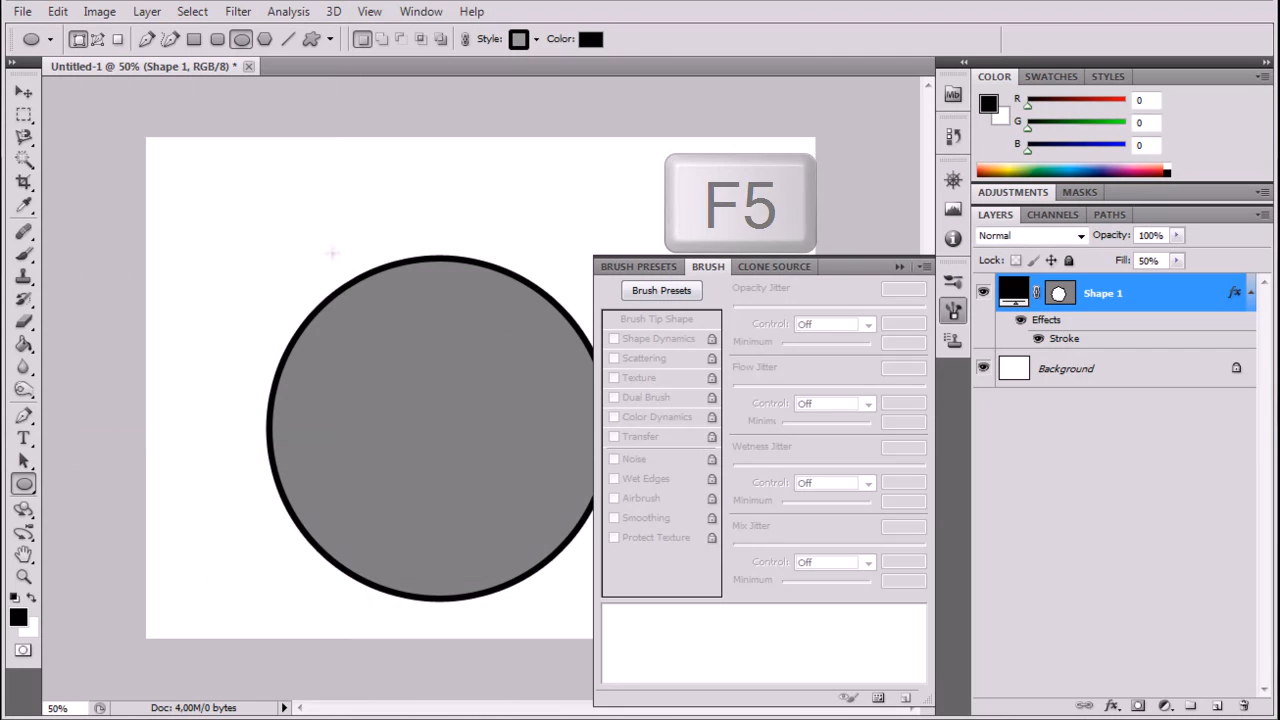 File Edit Image Layer Select Filter Analysis 3D View Window Help
Style: Color:
Untitled-1 @ 50% (Shape 1, RGB/8) *
COLOR SWATCHES STYLES
Mb
R 0
G 0
B 0
F5
ADJUSTMENTS MASKS
LAYERS CHANNELS PATHS
Normal Opacity: 100%
Lock: Fill: 50%
Shape 1 fx
Effects
Stroke
Background
BRUSH PRESETS BRUSH CLONE SOURCE
Brush Presets
Brush Tip Shape
Shape Dynamics
Scattering
Texture
Dual Brush
Color Dynamics
Transfer
Noise
Wet Edges
Airbrush
Smoothing
Protect Texture
Opacity Jitter
Control: Off
Minimum
Flow Jitter
Control: Off
Minims
Wetness Jitter
Control: Off
Minimum
Mix Jitter
Control: Off
Minimum
T
50% Doc: 4,00M/0 bytes
fx